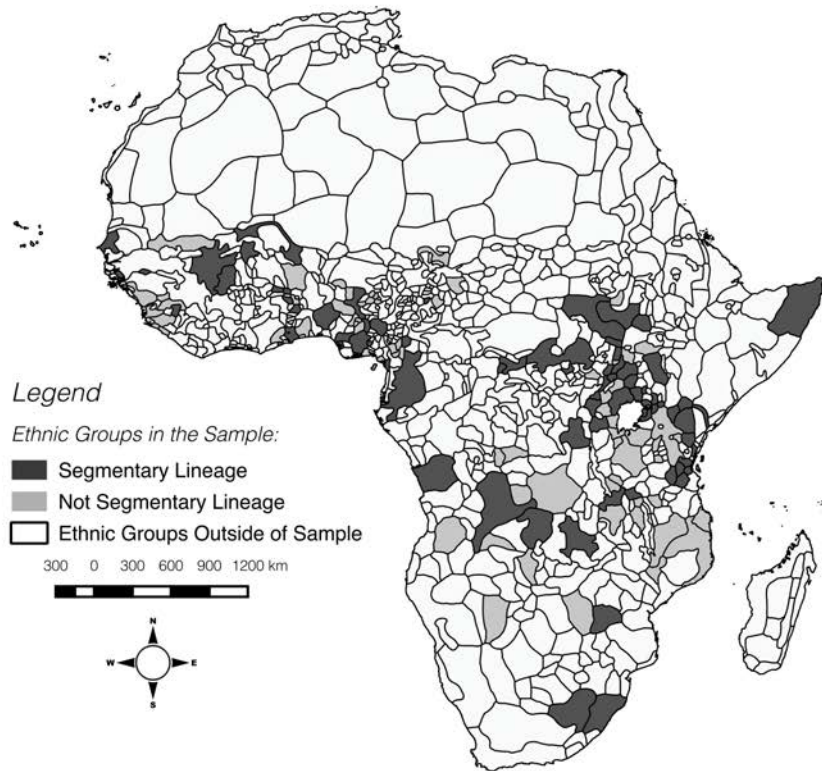 Legend
Ethnic Groups in the Sample:
Segmentary Lineage
Not Segmentary Lineage
Ethnic Groups Outside of Sample
300 0 300 600 900 1200 km
N
W E
S